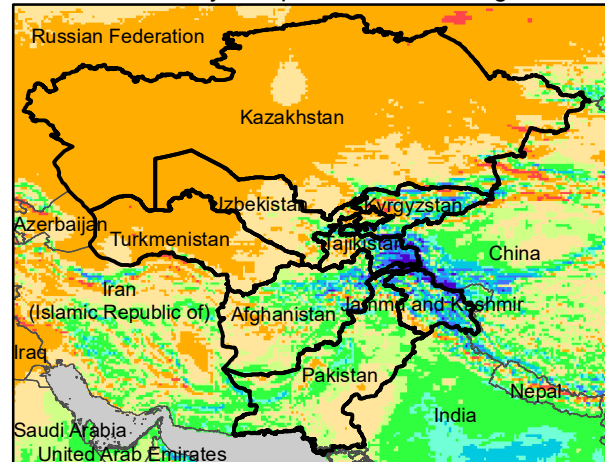 Russian Federation
Kazakhstan
Izbekistan
Kyrgyzstan
Azerbaijan
Turkmenistan
Tajikistan
China
Iran
(Islamic Republic of)
Afghanistan
Jammu and Kashmir
Iraq
Pakistan
Nepal
India
Saudi Arabia
United Arab Emirates